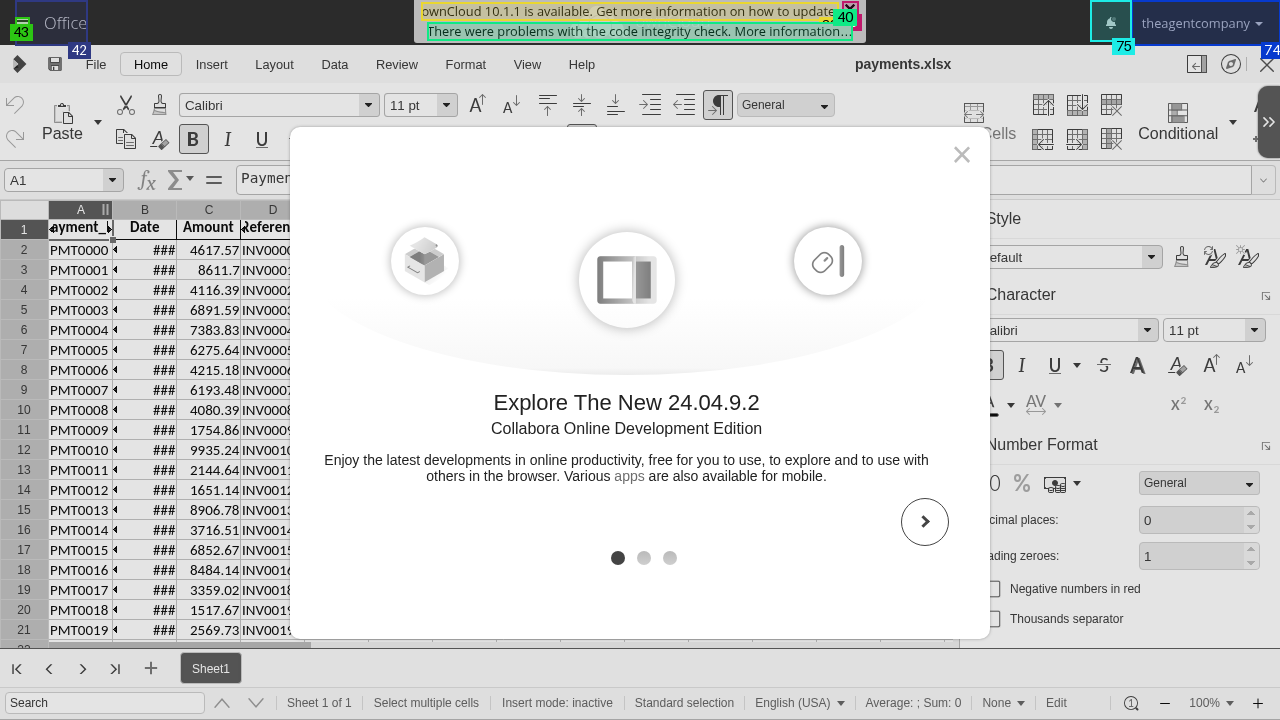 ownCloud 10.1.1 is available. Get more information on how to update.
There were problems with the code integrity check. More information…
40
43
Office
42
75
theagentcompany
74
File Home Insert Layout Data Review Format View Help
payments.xlsx
Paste
Calibri
11 pt
General
B I U
Cells
Conditional
A1
fx
A B C D
1 Date Amount
2 PMT0000 ### 4617.57 INV0000
3 PMT0001 ### 8611.7 INV0001
4 PMT0002 ### 4116.39 INV0002
5 PMT0003 ### 6891.59 INV0003
6 PMT0004 ### 7383.83 INV0004
7 PMT0005 ### 6275.64 INV0005
8 PMT0006 ### 4215.18 INV0006
9 PMT0007 ### 6193.48 INV0007
10 PMT0008 ### 4080.39 INV0008
11 PMT0009 ### 1754.86 INV0009
12 PMT0010 ### 9935.24 INV0010
13 PMT0011 ### 2144.64 INV0011
14 PMT0012 ### 1651.14 INV0012
15 PMT0013 ### 8906.78 INV0013
16 PMT0014 ### 3716.51 INV0014
17 PMT0015 ### 6852.67 INV0015
18 PMT0016 ### 8484.14 INV0016
19 PMT0017 ### 3359.02 INV0018
20 PMT0018 ### 1517.67 INV0019
21 PMT0019 ### 2569.73 INV0019
Explore The New 24.04.9.2
Collabora Online Development Edition
Enjoy the latest developments in online productivity, free for you to use, to explore and to use with
others in the browser. Various apps are also available for mobile.
Style
efault
Character
alibri
11 pt
I U S A
AV
Number Format
%
General
cimal places:
0
ading zeroes:
1
Negative numbers in red
Thousands separator
Sheet1
Search
Sheet 1 of 1
Select multiple cells
Insert mode: inactive
Standard selection
English (USA)
Average: ; Sum: 0
None
Edit
100%